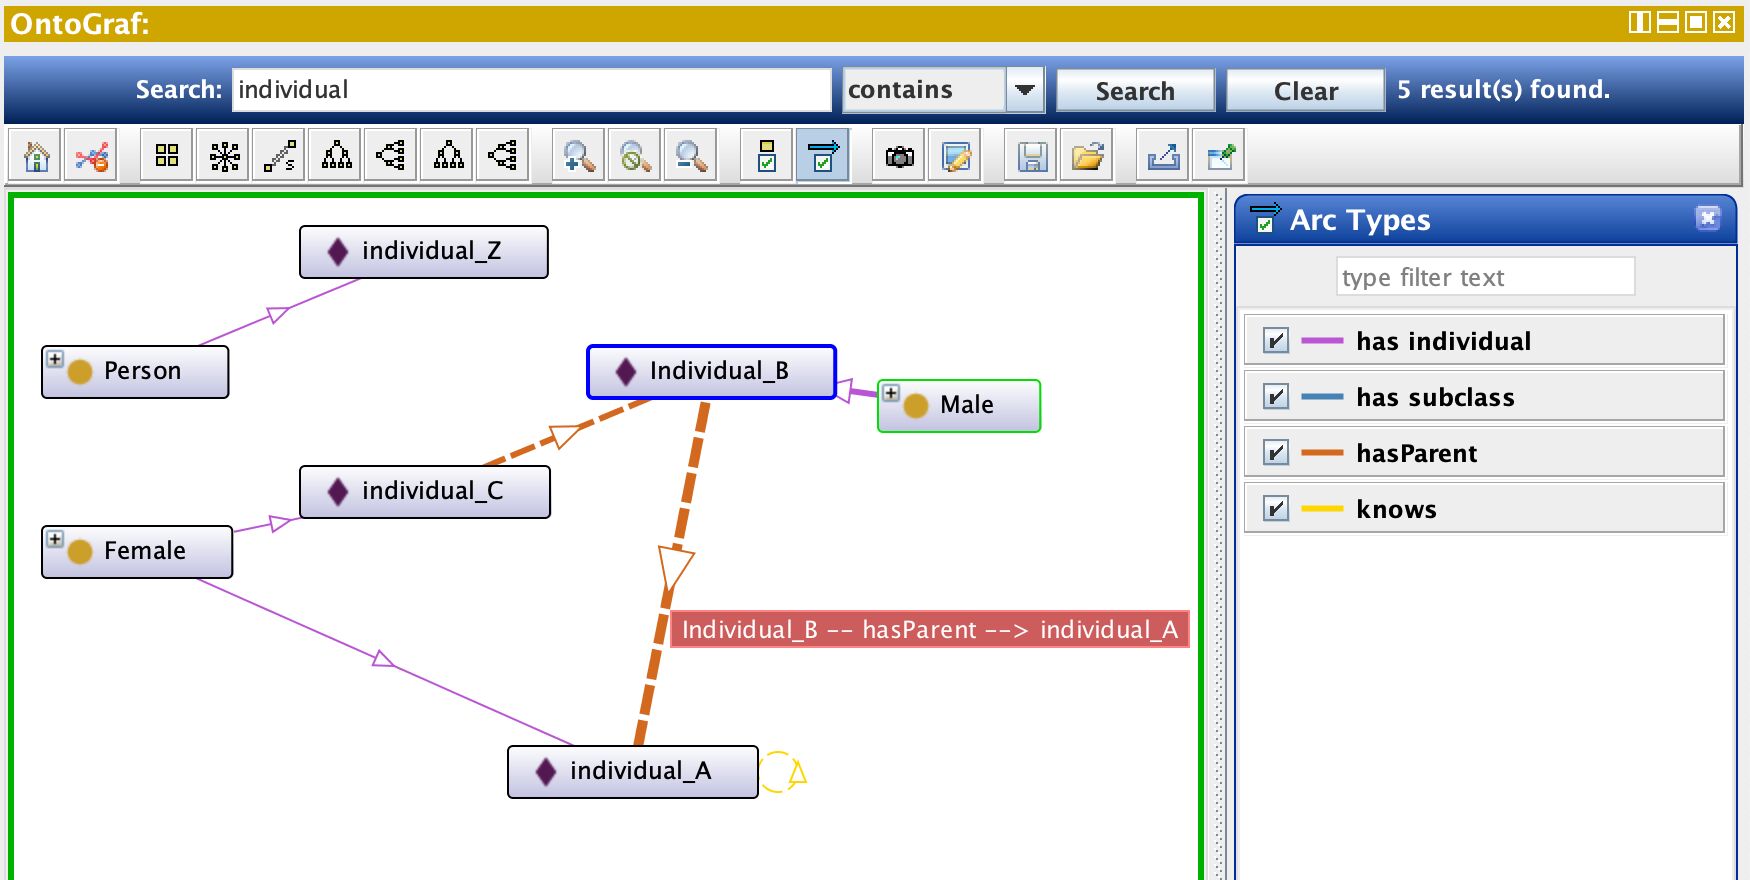 OntoGraf:
Search: individual contains Search Clear 5 result(s) found.
S
individual_Z
Person
Individual_B
Male
individual_C
Female
Individual_B -- hasParent --> individual_A
individual_A
Arc Types
type filter text
has individual
has subclass
hasParent
knows